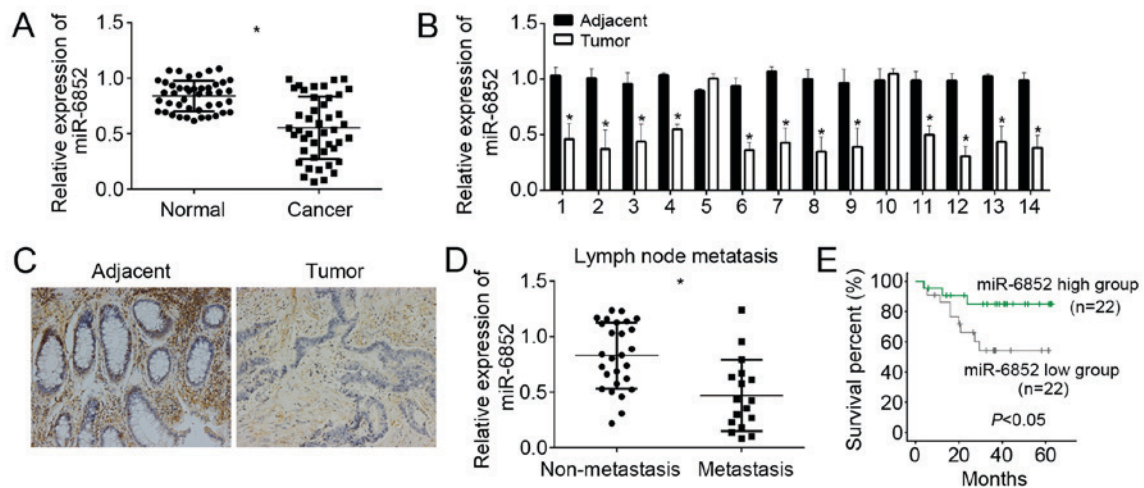 A
Relative expression of
miR-6852
1.5
1.0
0.5
0.0
*
Normal
Cancer
B
Relative expression of
miR-6852
1.5
1.0
0.5
0.0
Adjacent
Tumor
* * * * * * * * * * * *
1 2 3 4 5 6 7 8 9 10 11 12 13 14
C
Adjacent
Tumor
D
Lymph node metatasis
Relative expression of
miR-6852
1.5
1.0
0.5
0.0
*
Non-metastasis
Metastasis
E
Survival percent (%)
100
80
60
40
20
0
miR-6852 high group
(n=22)
miR-6852 low group
(n=22)
P<0.05
0 20 40 60
Months